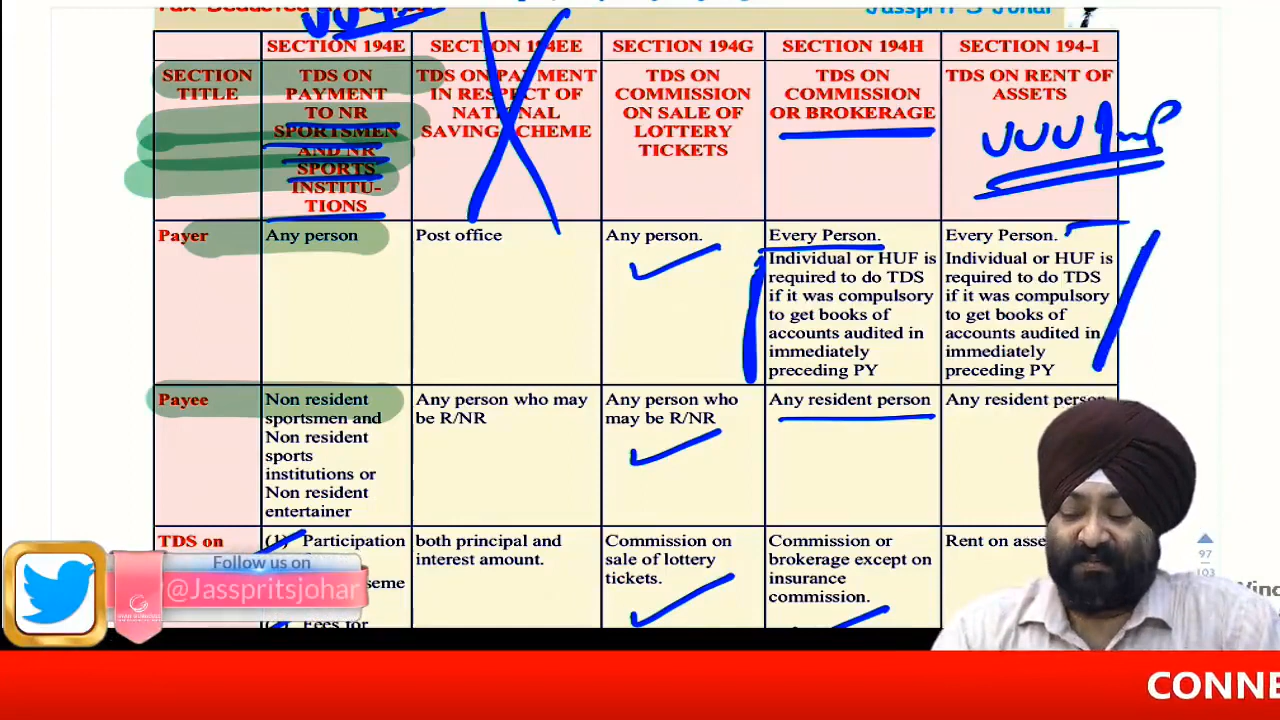 Jasspritt S Johar
SECTION 194E
SECTION 194EE
SECTION 194G
SECTION 194H
SECTION 194-I
SECTION
TITLE
TDS ON
PAYMENT
TO NR
SPORTSMEN
AND NR
SPORTS
INSTITU-
TIONS
TDS ON PAYMENT
IN RESPECT OF
NATIONAL
SAVING SCHEME
TDS ON
COMMISSION
ON SALE OF
LOTTERY
TICKETS
TDS ON
COMMISSION
OR BROKERAGE
TDS ON RENT OF
ASSETS
Payer
Any person
Post office
Any person.
Every Person.
Individual or HUF is
required to do TDS
if it was compulsory
to get books of
accounts audited in
immediately
preceding PY
Every Person.
Individual or HUF is
required to do TDS
if it was compulsory
to get books of
accounts audited in
immediately
preceding PY
Payee
Non resident
sportsmen and
Non resident
sports
institutions or
Non resident
entertainer
Any person who may
be R/NR
Any person who
may be R/NR
Any resident person
Any resident person
TDS on
(1) Participation
Fees for
both principal and
interest amount.
Commission on
sale of lottery
tickets.
Commission or
brokerage except on
insurance
commission.
Rent on asse
Follow us on
@Jasspritsjohar
97
103
CONNE